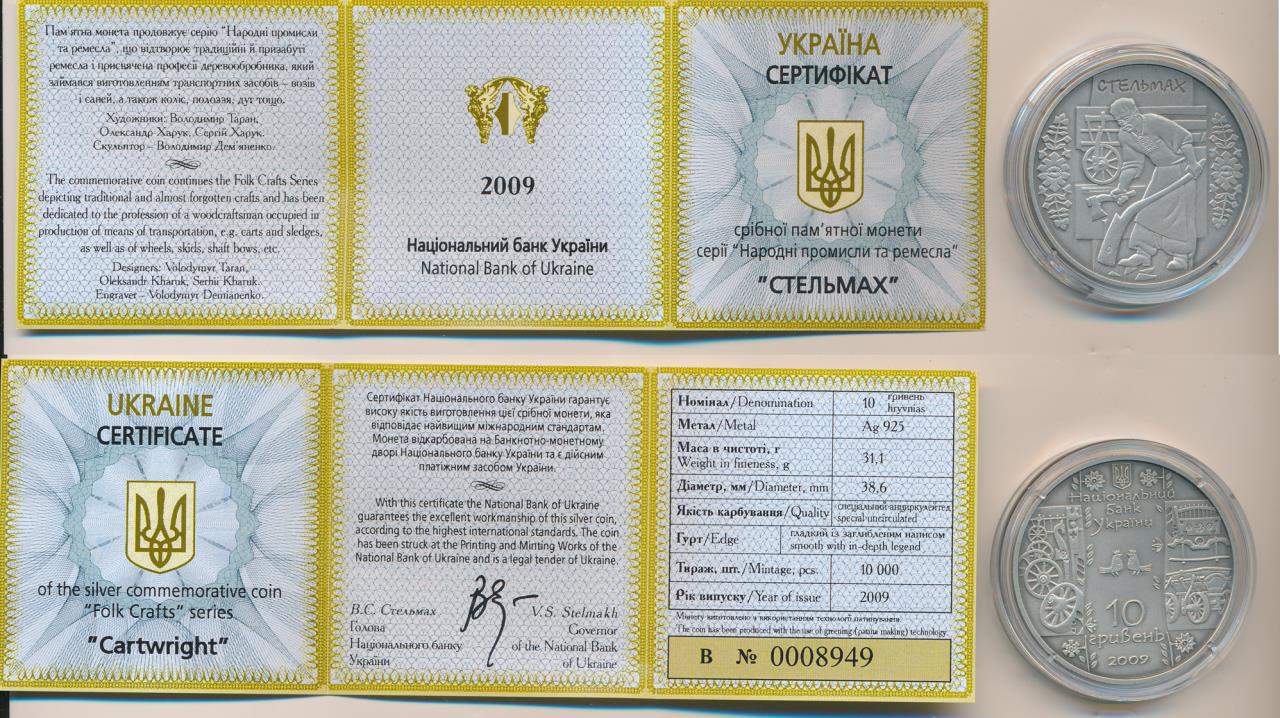 Пам'ятна монета продовжує серію "Народні промисли
та ремесла", що відтворює традиційні й призабуті
ремесла і присвячена професії деревообробника, який
займався виготовленням транспортних засобів – возів
і саней, а також коліс, полоззя, дуг тощо.
Художники: Володимир Таран,
Олександр Харук, Сергій Харук.
Скульптор – Володимир Дем'яненко.
The commemorative coin continues the Folk Crafts Series
depicting traditional and almost forgotten crafts and has been
dedicated to the profession of a woodcraftsman occupied in
production of means of transportation, e.g. carts and sledges,
as well as of wheels, skids, shaft bows, etc.
Designers: Volodymyr Taran,
Oleksandr Kharuk, Serhii Kharuk.
Engraver – Volodymyr Demianenko.
2009
Національний банк України
National Bank of Ukraine
УКРАЇНА
СЕРТИФІКАТ
срібної пам'ятної монети
серії "Народні промисли та ремесла"
"СТЕЛЬМАХ"
СТЕЛЬМАХ
UKRAINE
CERTIFICATE
of the silver commemorative coin
"Folk Crafts" series
"Cartwright"
Сертифікат Національного банку України гарантує
високу якість виготовлення цієї срібної монети, яка
відповідає найвищим міжнародним стандартам.
Монета відкарбована на Банкнотно-монетному
дворі Національного банку України та є дійсним
платіжним засобом України.
With this certificate the National Bank of Ukraine
guarantees the excellent workmanship of this silver coin,
according to the highest international standards. The coin
has been struck at the Printing and Minting Works of the
National Bank of Ukraine and is a legal tender of Ukraine.
В.С. Стельмах
Голова
Національного банку
України
V.S. Stelmakh
Governor
of the National Bank
of Ukraine
Номінал/Denomination 10 гривень hryvnias
Метал/Metal Ag 925
Маса в чистоті, г
Weight in fineness, g 31,1
Діаметр, мм/Diameter, mm 38,6
Якість карбування/Quality спеціальний анциркулейтед
special uncirculated
Гурт/Edge гладкий із заглибленим написом
smooth with in-depth legend
Тираж, шт./Mintage, pcs. 10 000
Рік випуску/Year of issue 2009
Монету виготовлено з використанням технології патинування.
The coin has been produced with the use of greening (patina making) technology.
В № 0008949
Національний
Банк
України
10
гривень
2009